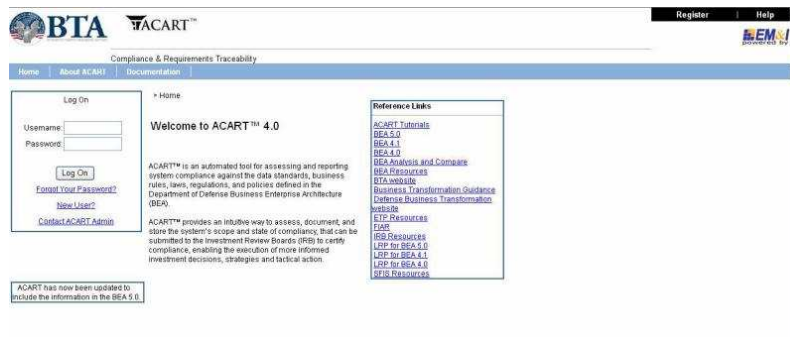 Register | Help
BTA
ACART™
EM&I
powered by
Compliance & Requirements Traceability
Home | About ACART | Documentation |
Log On
Username:
Password:
Log On
Forgot Your Password?
New User?
Contact ACART Admin
ACART has now been updated to
include the information in the BEA 5.0.
> Home
Welcome to ACART™ 4.0
ACART™ is an automated tool for assessing and reporting
system compliance against the data standards, business
rules, laws, regulations, and policies defined in the
Department of Defense Business Enterprise Architecture
(BEA).
ACART™ provides an intuitive way to assess, document, and
store the system's scope and state of compliancy, that can be
submitted to the Investment Review Boards (IRB) to certify
compliance, enabling the execution of more informed
investment decisions, strategies and tactical action.
Reference Links
ACART Tutorials
BEA 5.0
BEA 4.1
BEA 4.0
BEA Analysis and Compare
BEA Resources
BTA website
Business Transformation Guidance
Defense Business Transformation
website
ETP Resources
FIAR
IRB Resources
LRP for BEA 5.0
LRP for BEA 4.1
LRP for BEA 4.0
SFIS Resources